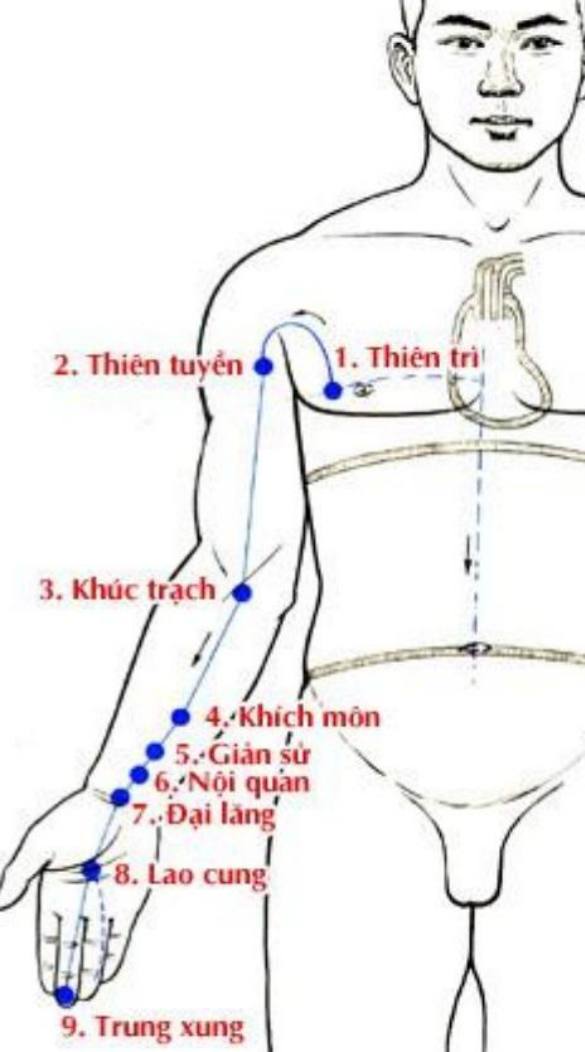 1. Thiên trì
2. Thiên tuyền
3. Khúc trạch
4. Khích môn
5. Giản sử
6. Nội quan
7. Đại lăng
8. Lao cung
9. Trung xung